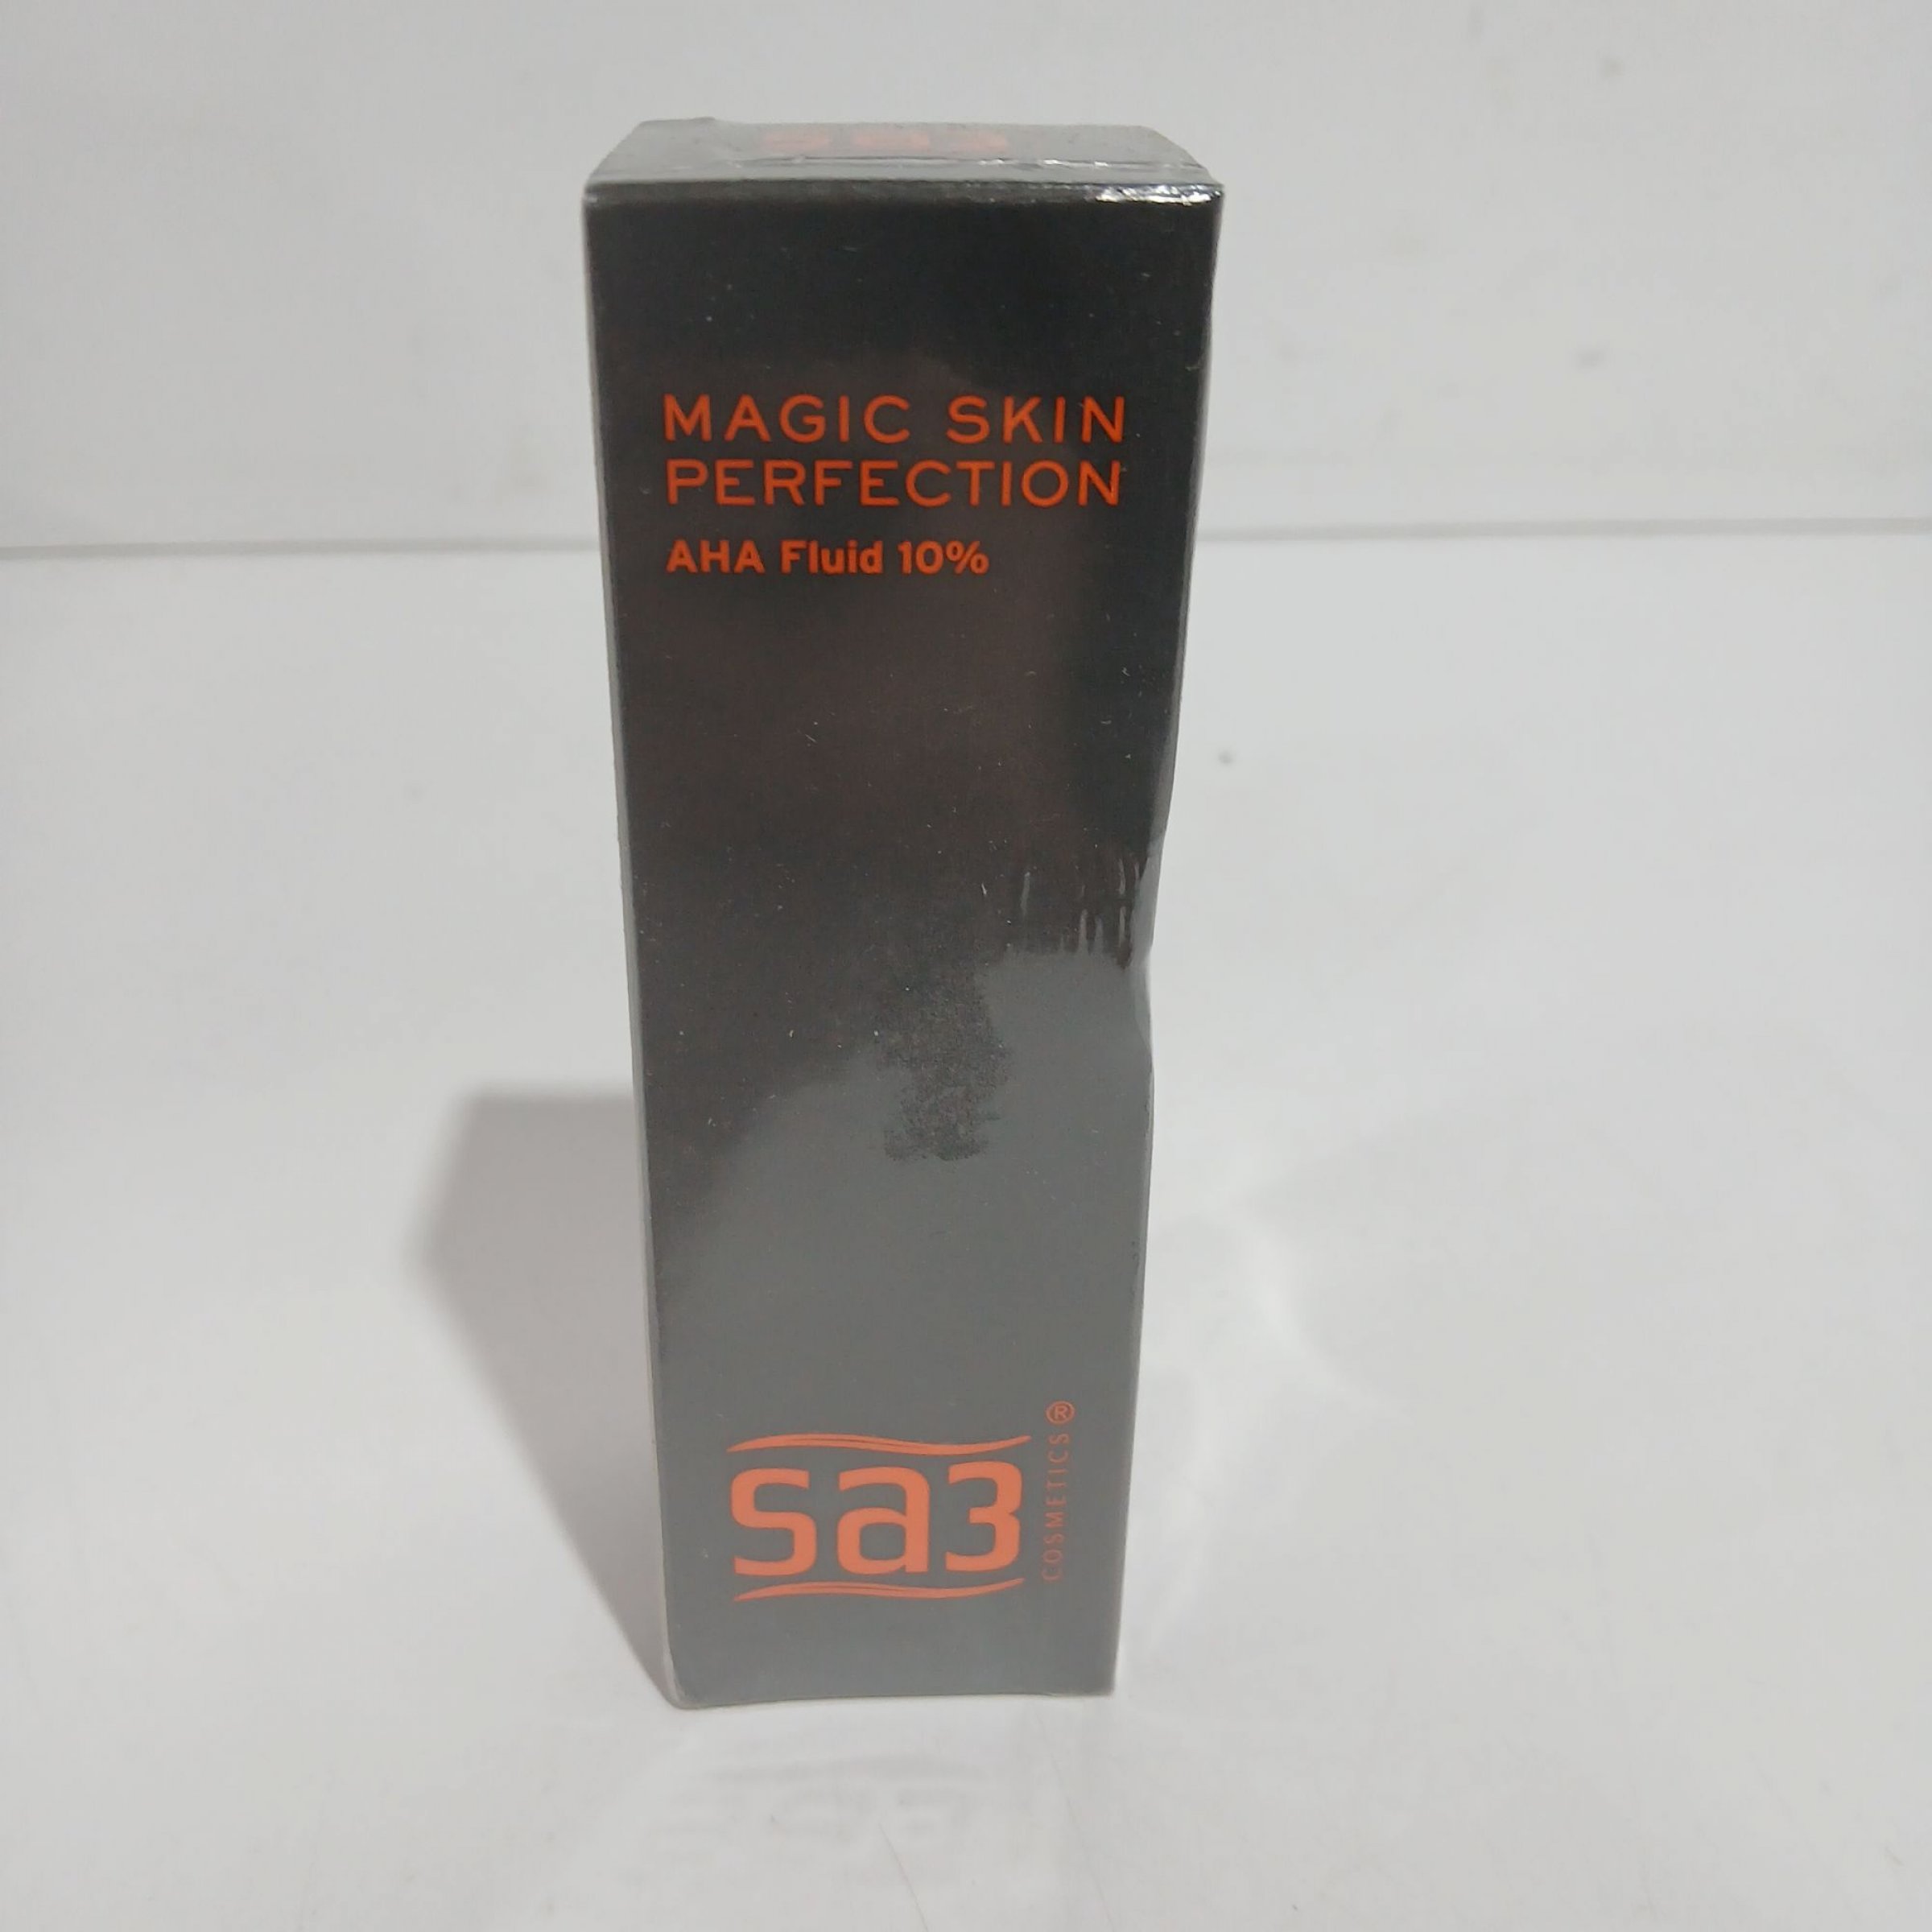 MAGIC SKIN
PERFECTION
AHA Fluid 10%
sa3
COSMETICS®